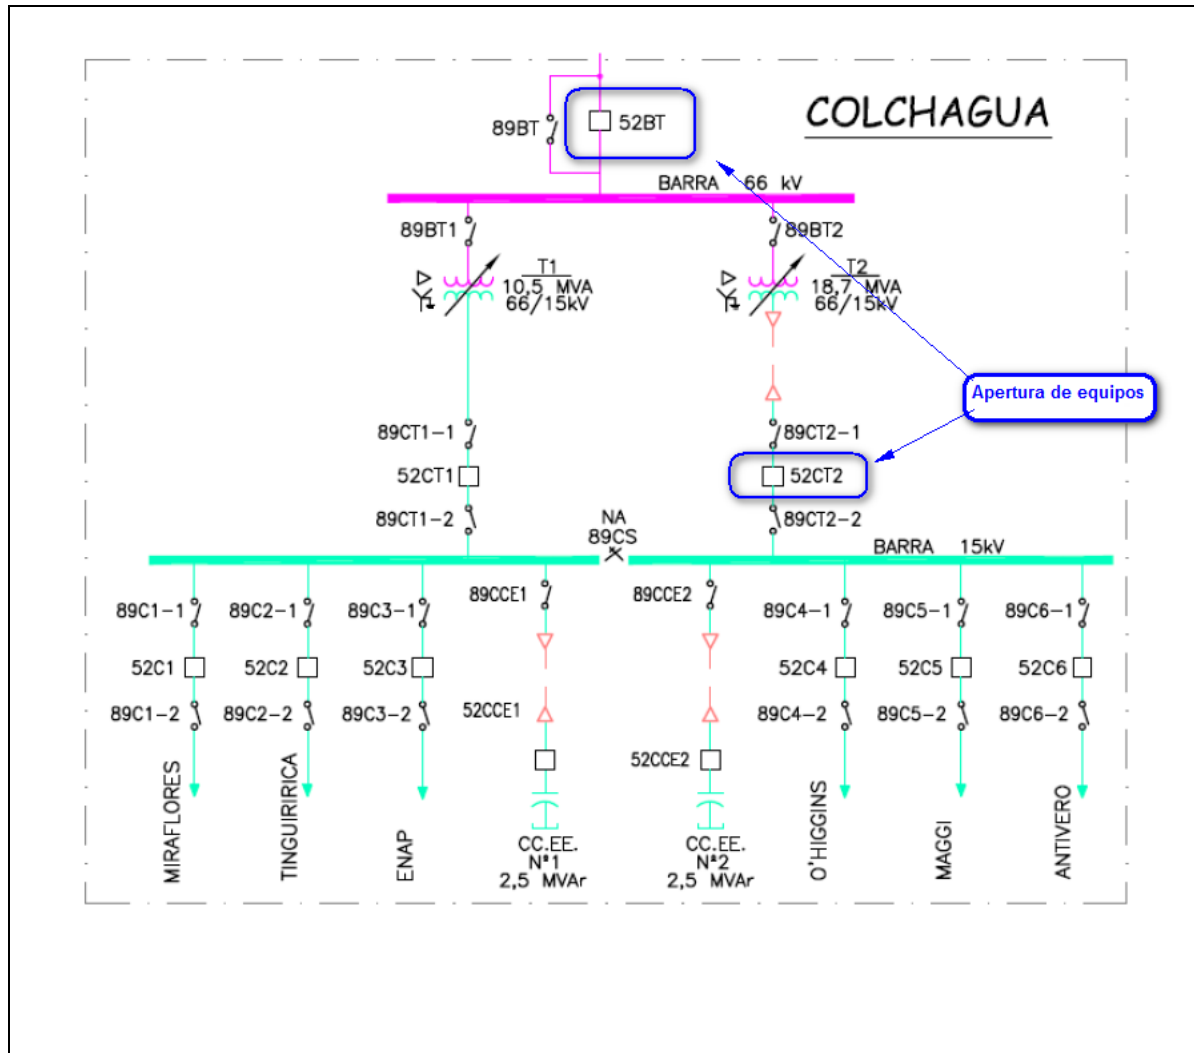 COLCHAGUA
89BT
52BT
BARRA 66 kV
89BT1
89BT2
T1
10,5 MVA
66/15kV
T2
18,7 MVA
66/15kV
Apertura de equipos
89CT1-1
89CT2-1
52CT1
52CT2
89CT1-2
89CT2-2
NA
89CS
BARRA 15kV
89CCE1
89CCE2
89C1-1
89C2-1
89C3-1
89C4-1
89C5-1
89C6-1
52C1
52C2
52C3
52C4
52C5
52C6
89C1-2
89C2-2
89C3-2
52CCE1
89C4-2
89C5-2
89C6-2
52CCE2
MIRAFLORES
TINGUIRIRICA
ENAP
CC.EE.
Nª1
2,5 MVAr
CC.EE.
Nª2
2,5 MVAr
O'HIGGINS
MAGGI
ANTIVERO